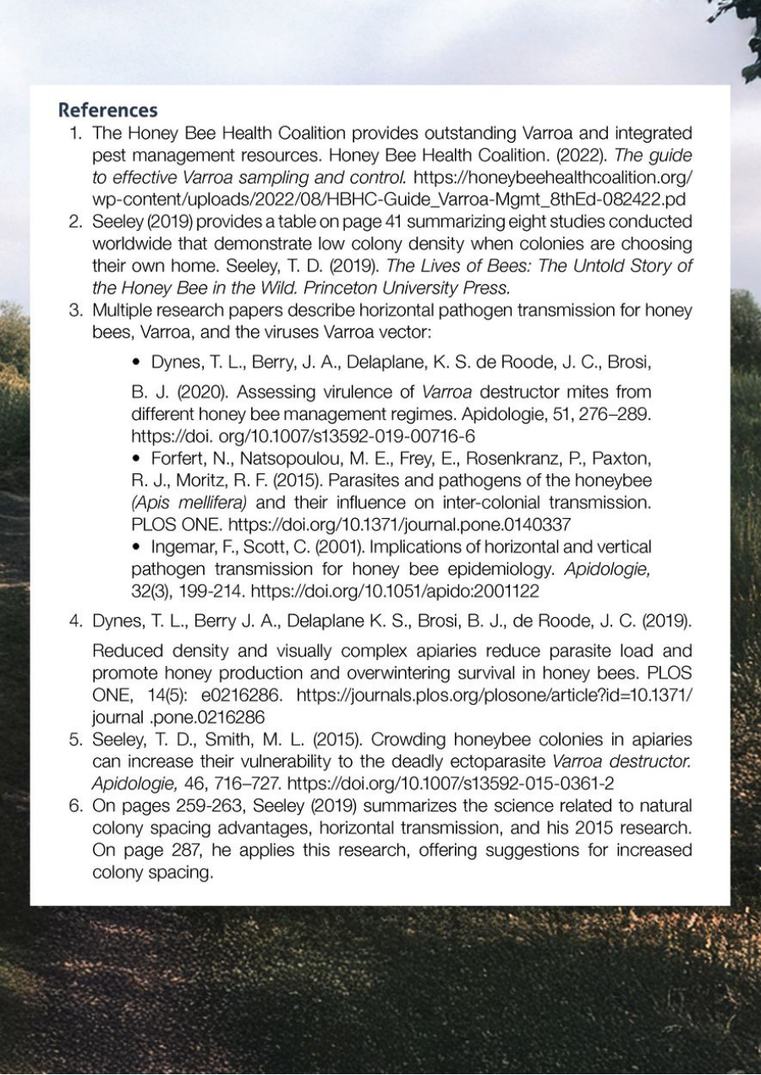 References
1. The Honey Bee Health Coalition provides outstanding Varroa and integrated
pest management resources. Honey Bee Health Coalition. (2022). The guide
to effective Varroa sampling and control. https://honeybeehealthcoalition.org/
wp-content/uploads/2022/08/HBHC-Guide_Varroa-Mgmt_8thEd-082422.pd
2. Seeley (2019) provides a table on page 41 summarizing eight studies conducted
worldwide that demonstrate low colony density when colonies are choosing
their own home. Seeley, T. D. (2019). The Lives of Bees: The Untold Story of
the Honey Bee in the Wild. Princeton University Press.
3. Multiple research papers describe horizontal pathogen transmission for honey
bees, Varroa, and the viruses Varroa vector:
• Dynes, T. L., Berry, J. A., Delaplane, K. S. de Roode, J. C., Brosi,
B. J. (2020). Assessing virulence of Varroa destructor mites from
different honey bee management regimes. Apidologie, 51, 276–289.
https://doi. org/10.1007/s13592-019-00716-6
• Forfert, N., Natsopoulou, M. E., Frey, E., Rosenkranz, P., Paxton,
R. J., Moritz, R. F. (2015). Parasites and pathogens of the honeybee
(Apis mellifera) and their influence on inter-colonial transmission.
PLOS ONE. https://doi.org/10.1371/journal.pone.0140337
• Ingemar, F., Scott, C. (2001). Implications of horizontal and vertical
pathogen transmission for honey bee epidemiology. Apidologie,
32(3), 199-214. https://doi.org/10.1051/apido:2001122
4. Dynes, T. L., Berry J. A., Delaplane K. S., Brosi, B. J., de Roode, J. C. (2019).
Reduced density and visually complex apiaries reduce parasite load and
promote honey production and overwintering survival in honey bees. PLOS
ONE, 14(5): e0216286. https://journals.plos.org/plosone/article?id=10.1371/
journal .pone.0216286
5. Seeley, T. D., Smith, M. L. (2015). Crowding honeybee colonies in apiaries
can increase their vulnerability to the deadly ectoparasite Varroa destructor.
Apidologie, 46, 716–727. https://doi.org/10.1007/s13592-015-0361-2
6. On pages 259-263, Seeley (2019) summarizes the science related to natural
colony spacing advantages, horizontal transmission, and his 2015 research.
On page 287, he applies this research, offering suggestions for increased
colony spacing.